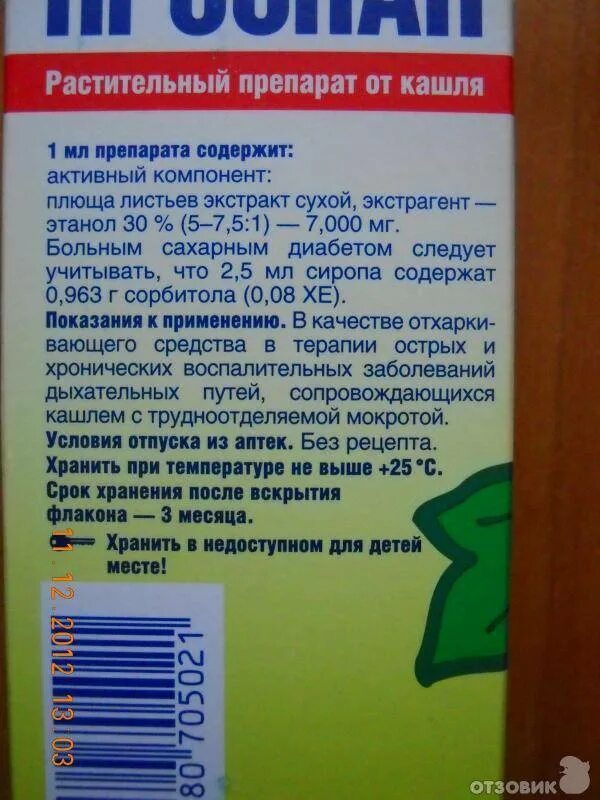 ПРОСПАН
Растительный препарат от кашля
1 мл препарата содержит:
активный компонент:
плюща листьев экстракт сухой, экстрагент —
этанол 30 % (5–7,5:1) — 7,000 мг.
Больным сахарным диабетом следует
учитывать, что 2,5 мл сиропа содержат
0,963 г сорбитола (0,08 ХЕ).
Показания к применению. В качестве отхарки-
вающего средства в терапии острых и
хронических воспалительных заболеваний
дыхательных путей, сопровождающихся
кашлем с трудноотделяемой мокротой.
Условия отпуска из аптек. Без рецепта.
Хранить при температуре не выше +25 °С.
Срок хранения после вскрытия
флакона — 3 месяца.
Хранить в недоступном для детей
месте!
11.12.2012 13:03
80705021
ОТЗОВИК